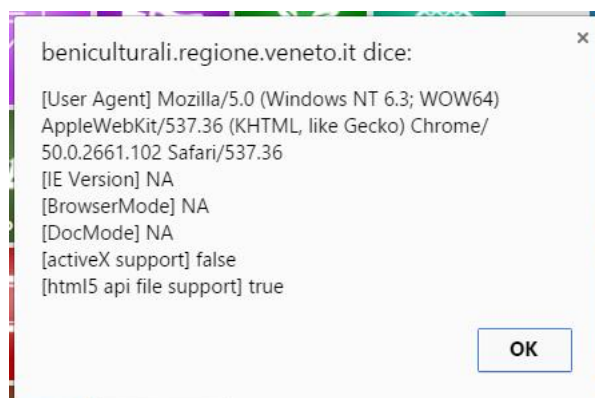 beniculturali.regione.veneto.it dice:
[User Agent] Mozilla/5.0 (Windows NT 6.3; WOW64)
AppleWebKit/537.36 (KHTML, like Gecko) Chrome/
50.0.2661.102 Safari/537.36
[IE Version] NA
[BrowserMode] NA
[DocMode] NA
[activeX support] false
[html5 api file support] true
OK